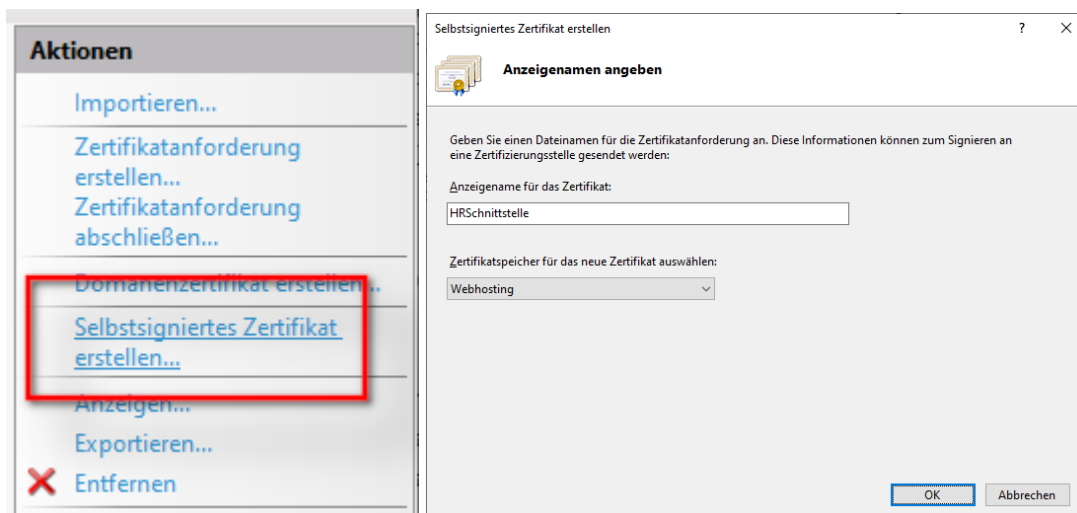 Aktionen
Importieren...
Zertifikatanforderung
erstellen...
Zertifikatanforderung
abschließen...
Domänenzertifikat erstellen...
Selbstsigniertes Zertifikat
erstellen...
Anzeigen...
Exportieren...
Entfernen
Selbstsigniertes Zertifikat erstellen
Anzeigenamen angeben
Geben Sie einen Dateinamen für die Zertifikatanforderung an. Diese Informationen können zum Signieren an
eine Zertifizierungsstelle gesendet werden:
Anzeigename für das Zertifikat:
HRSchnittstelle
Zertifikatspeicher für das neue Zertifikat auswählen:
Webhosting
OK Abbrechen